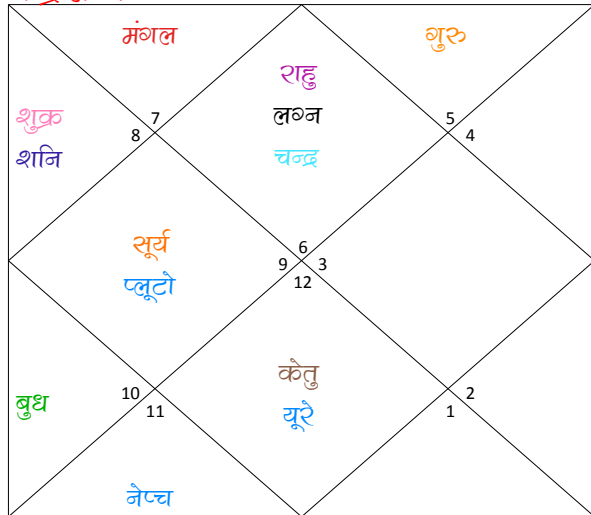 मंगल
गुरु
राहु
लग्न
चन्द्र
7
5
8
4
शुक्र
शनि
सूर्य
प्लूटो
6
9
3
12
केतु
यूरे
10
2
11
1
बुध
नेप्च